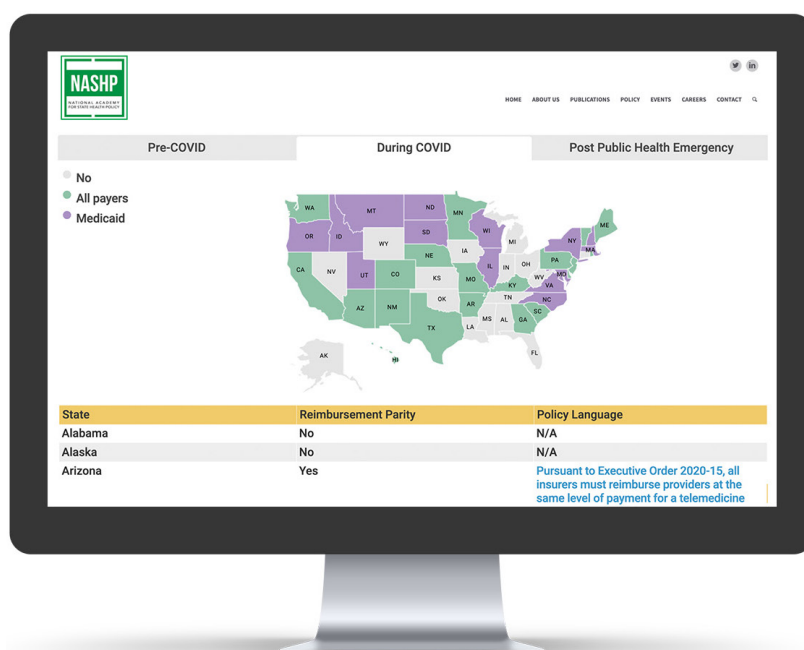 NASHP
NATIONAL ACADEMY
FOR STATE HEALTH POLICY
HOME ABOUT US PUBLICATIONS POLICY EVENTS CAREERS CONTACT
Pre-COVID During COVID Post Public Health Emergency
No
All payers
Medicaid
WA MT ND MN ME
OR ID SD WI NY
WY MI MA
IA PA
NE OH
CA NV UT CO IL IN WV MD
KS MO KY VA
OK TN NC
AZ NM AR SC
MS AL GA
TX LA
AK FL
HI
State Reimbursement Parity Policy Language
Alabama No N/A
Alaska No N/A
Arizona Yes Pursuant to Executive Order 2020-15, all
insurers must reimburse providers at the
same level of payment for a telemedicine